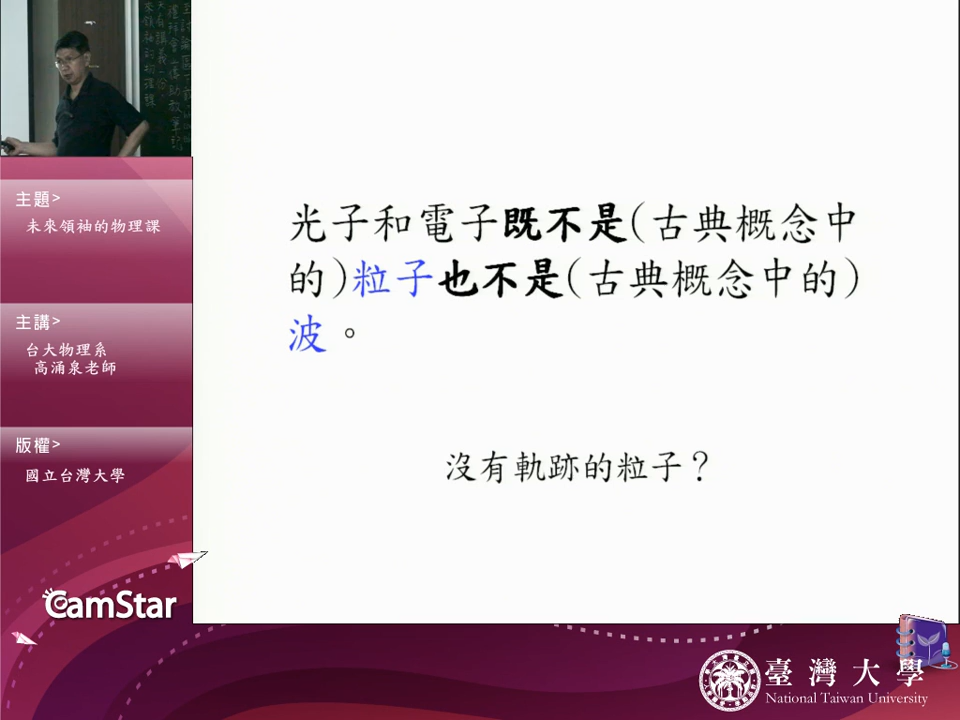 主題>
未來領袖的物理課
主講>
台大物理系
高涌泉老師
版權>
國立台灣大學
CamStar
光子和電子既不是(古典概念中
的)粒子也不是(古典概念中的)
波。
沒有軌跡的粒子？
臺灣大學
National Taiwan University